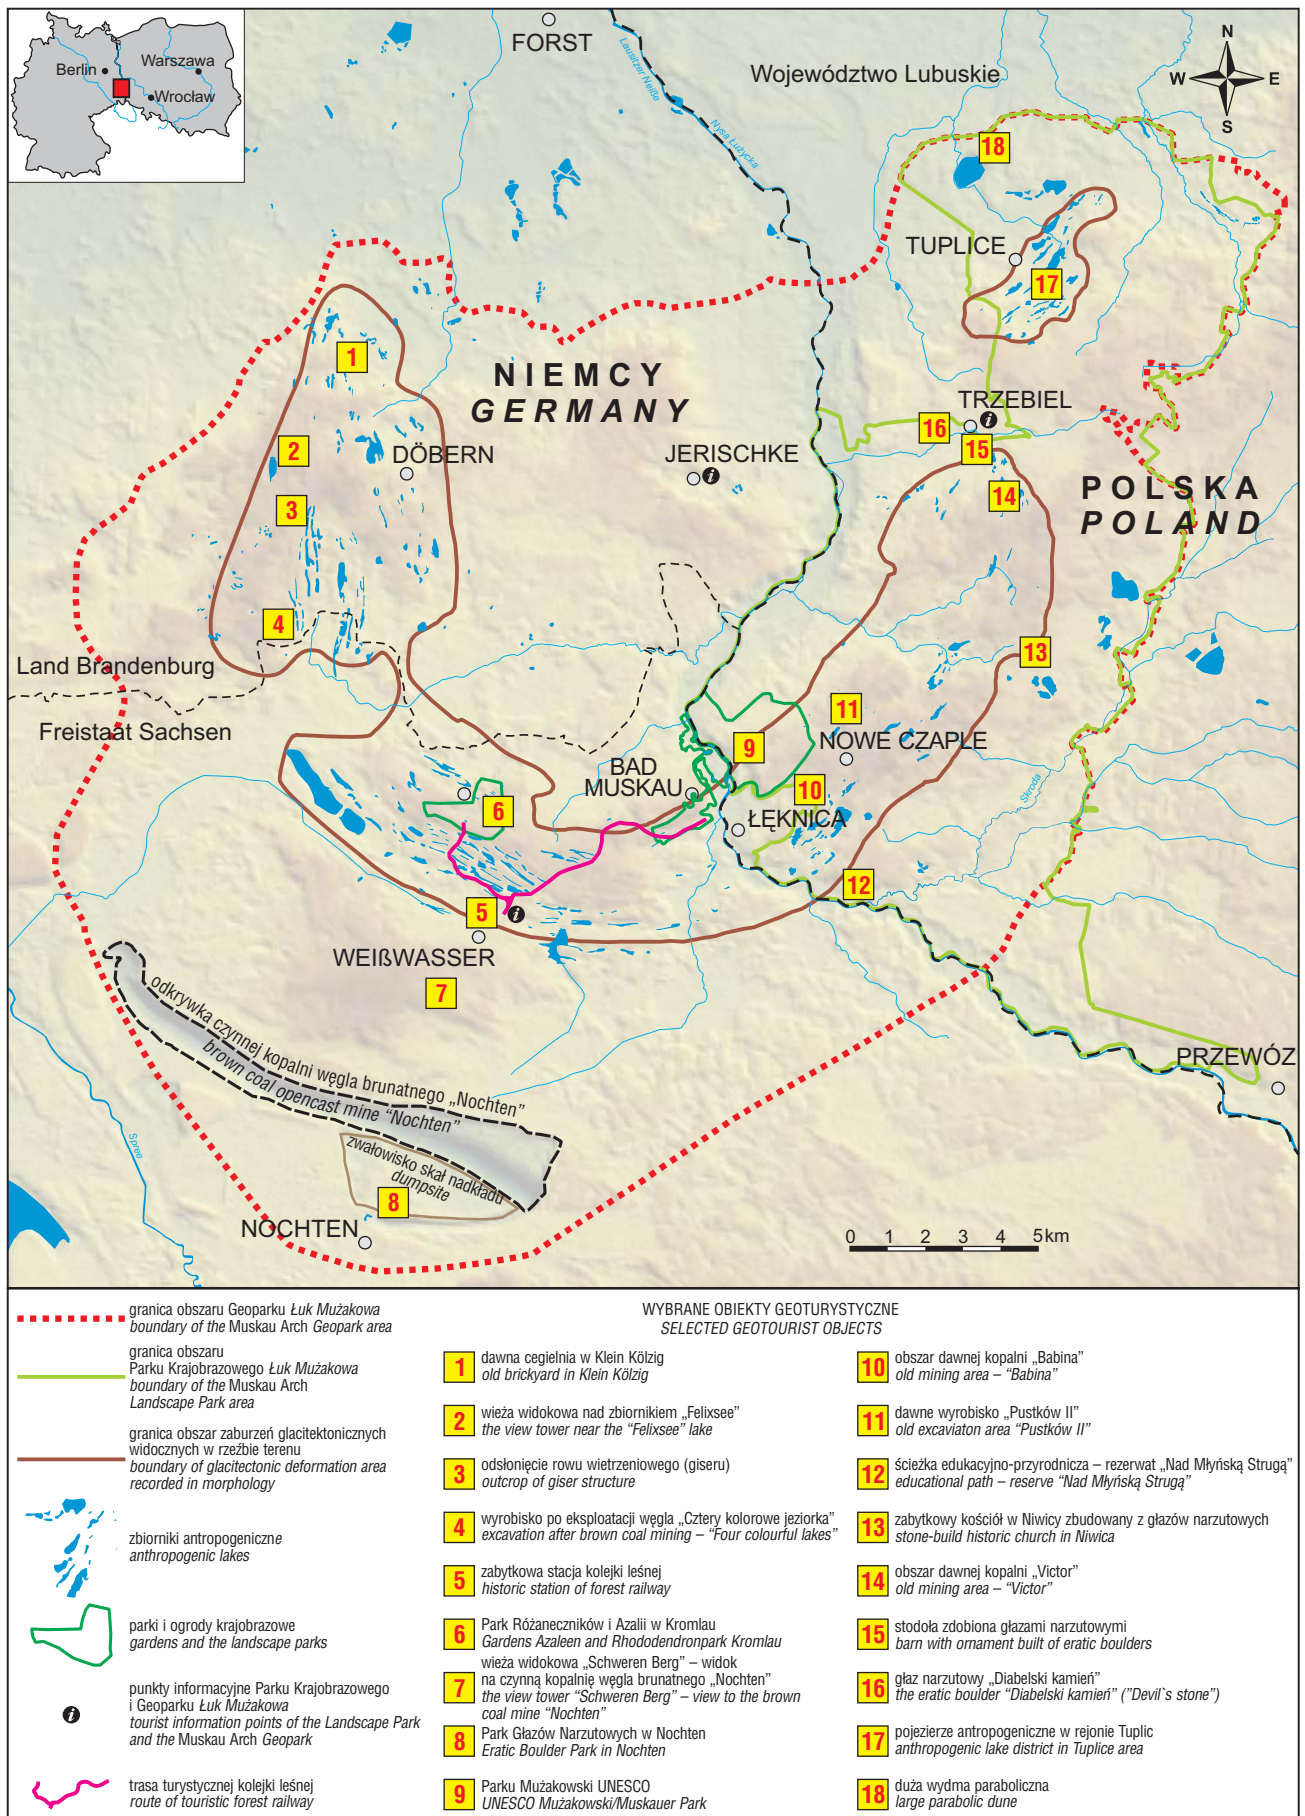 Berlin
Warszawa
Wrocław
FORST
Lausitzer Neiße
Nysa Łużycka
Województwo Lubuskie
N
W
E
S
18
TUPLICE
17
1
NIEMCY
GERMANY
TRZEBIEL
16
15
2
DÖBERN
JERISCHKE
POLSKA
POLAND
14
3
4
13
Land Brandenburg
Freistaat Sachsen
11
9
NOWE CZAPLE
BAD
MUSKAU
Skroda
10
6
ŁĘKNICA
12
5
WEIßWASSER
7
odkrywka czynnej kopalni węgla brunatnego „Nochten”
brown coal opencast mine “Nochten”
PRZEWÓZ
Spree
zwałowisko skał nadkładu
dumpsite
8
NOCHTEN
0 1 2 3 4 5 km
granica obszaru Geoparku Łuk Mużakowa
boundary of the Muskau Arch Geopark area
granica obszaru
Parku Krajobrazowego Łuk Mużakowa
boundary of the Muskau Arch
Landscape Park area
granica obszar zaburzeń glacitektonicznych
widocznych w rzeźbie terenu
boundary of glacitectonic deformation area
recorded in morphology
zbiorniki antropogeniczne
anthropogenic lakes
parki i ogrody krajobrazowe
gardens and the landscape parks
i
punkty informacyjne Parku Krajobrazowego
i Geoparku Łuk Mużakowa
tourist information points of the Landscape Park
and the Muskau Arch Geopark
trasa turystycznej kolejki leśnej
route of touristic forest railway
WYBRANE OBIEKTY GEOTURYSTYCZNE
SELECTED GEOTOURIST OBJECTS
1 dawna cegielnia w Klein Kölzig
old brickyard in Klein Kölzig
2 wieża widokowa nad zbiornikiem „Felixsee”
the view tower near the “Felixsee” lake
3 odsłonięcie rowu wietrzeniowego (giseru)
outcrop of giser structure
4 wyrobisko po eksploatacji węgla „Cztery kolorowe jeziorka”
excavation after brown coal mining – “Four colourful lakes”
5 zabytkowa stacja kolejki leśnej
historic station of forest railway
6 Park Różaneczników i Azalii w Kromlau
Gardens Azaleen and Rhododendronpark Kromlau
7 wieża widokowa „Schweren Berg” – widok
na czynną kopalnię węgla brunatnego „Nochten”
the view tower “Schweren Berg” – view to the brown
coal mine “Nochten”
8 Park Głazów Narzutowych w Nochten
Eratic Boulder Park in Nochten
9 Parku Mużakowski UNESCO
UNESCO Mużakowski/Muskauer Park
10 obszar dawnej kopalni „Babina”
old mining area – “Babina”
11 dawne wyrobisko „Pustków II”
old excaviaton area “Pustków II”
12 ścieżka edukacyjno-przyrodnicza – rezerwat „Nad Młyńską Strugą”
educational path – reserve “Nad Młyńską Strugą”
13 zabytkowy kościół w Niwicy zbudowany z głazów narzutowych
stone-build historic church in Niwica
14 obszar dawnej kopalni „Victor”
old mining area – “Victor”
15 stodoła zdobiona głazami narzutowymi
barn with ornament built of eratic boulders
16 głaz narzutowy „Diabelski kamień”
the eratic boulder “Diabelski kamień” (”Devil`s stone”)
17 pojezierze antropogeniczne w rejonie Tuplic
anthropogenic lake district in Tuplice area
18 duża wydma paraboliczna
large parabolic dune